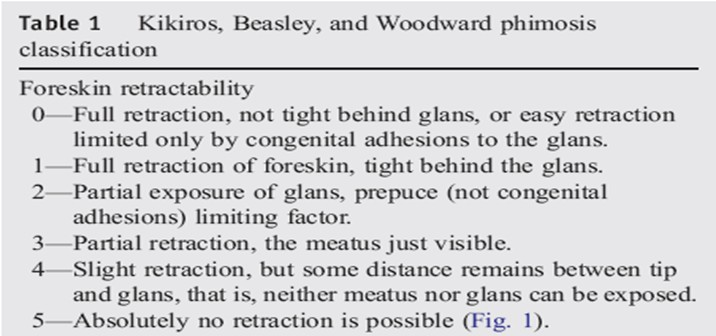 Table 1 Kikiros, Beasley, and Woodward phimosis
classification
Foreskin retractability
0—Full retraction, not tight behind glans, or easy retraction
limited only by congenital adhesions to the glans.
1—Full retraction of foreskin, tight behind the glans.
2—Partial exposure of glans, prepuce (not congenital
adhesions) limiting factor.
3—Partial retraction, the meatus just visible.
4—Slight retraction, but some distance remains between tip
and glans, that is, neither meatus nor glans can be exposed.
5—Absolutely no retraction is possible (Fig. 1).